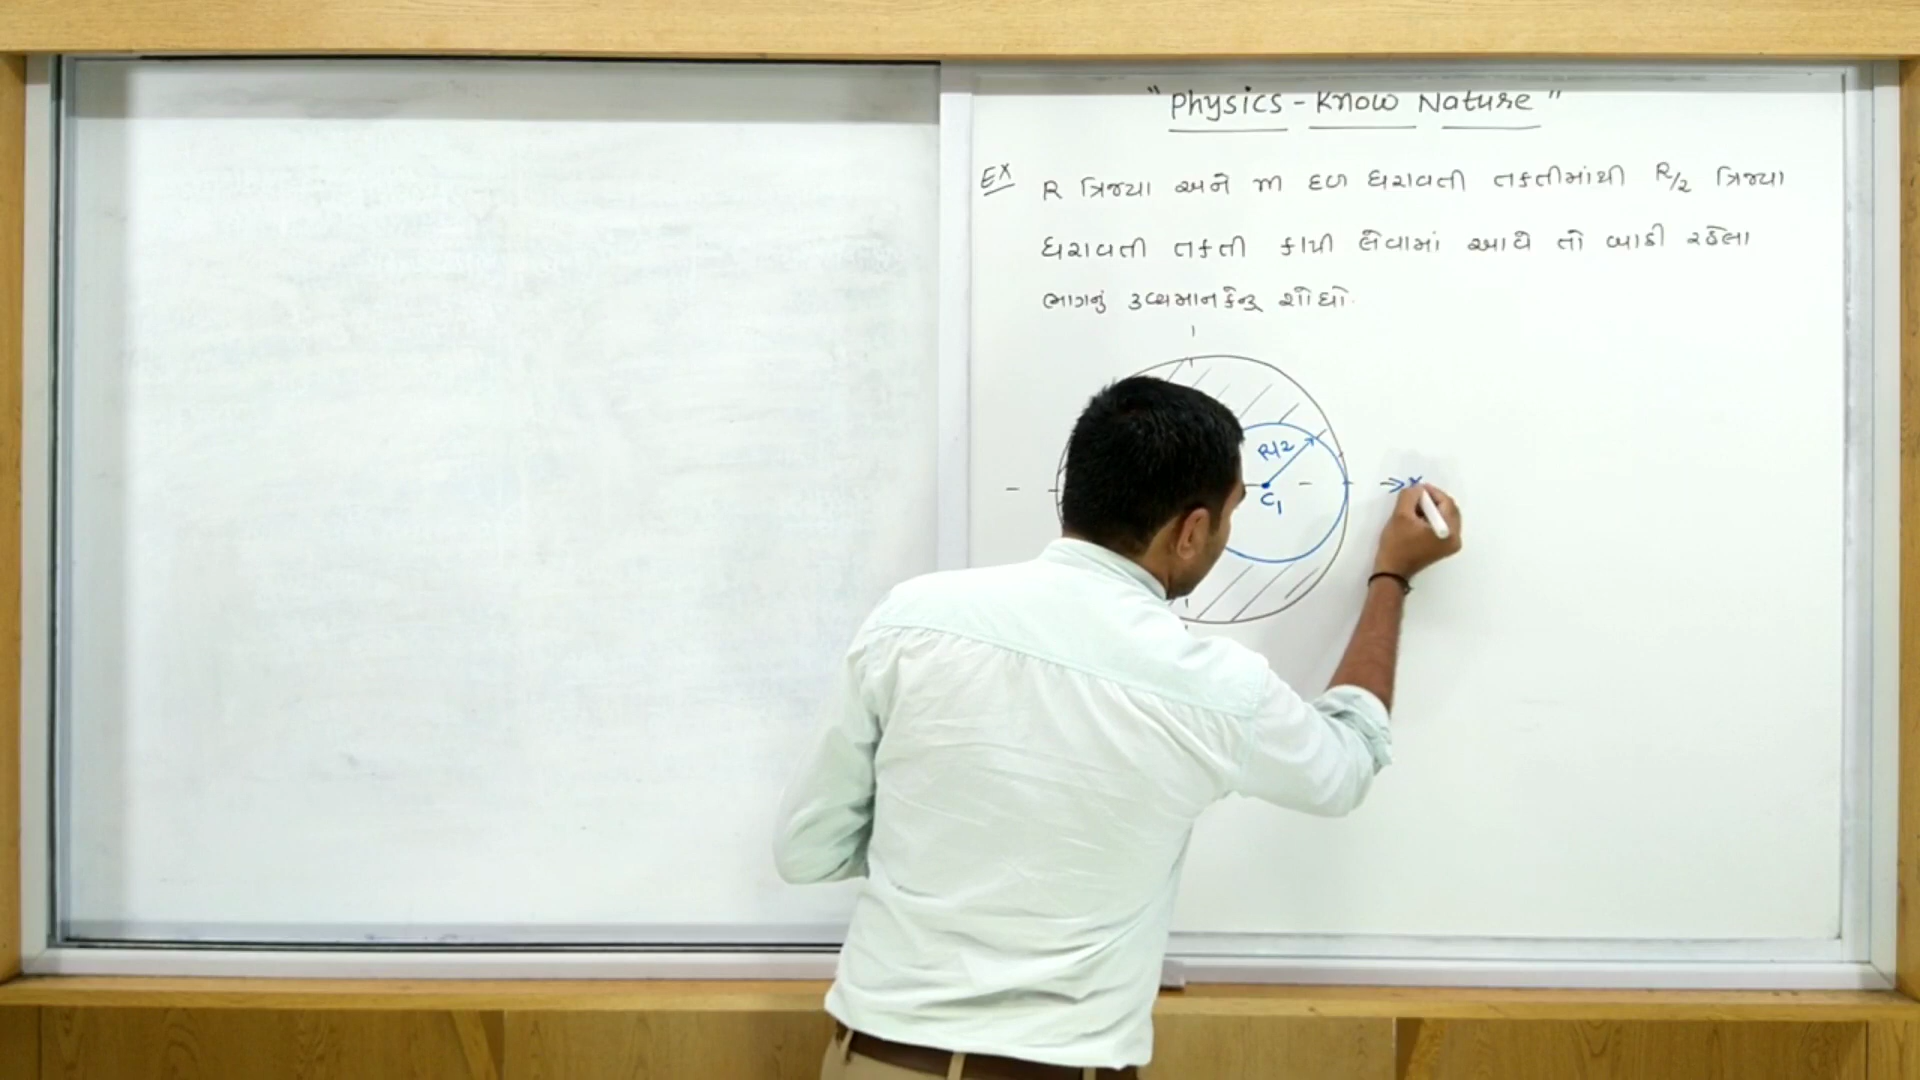 "Physics - Know Nature"
Ex R ત્રિજ્યા અને m દળ ધરાવતી તકતીમાંથી R/2 ત્રિજ્યા
ધરાવતી તકતી કાપી લેવામાં આવે તો બાકી રહેલા
ભાગનું દ્રવ્યમાન કેન્દ્ર શોધો.
R/2
C₁
x